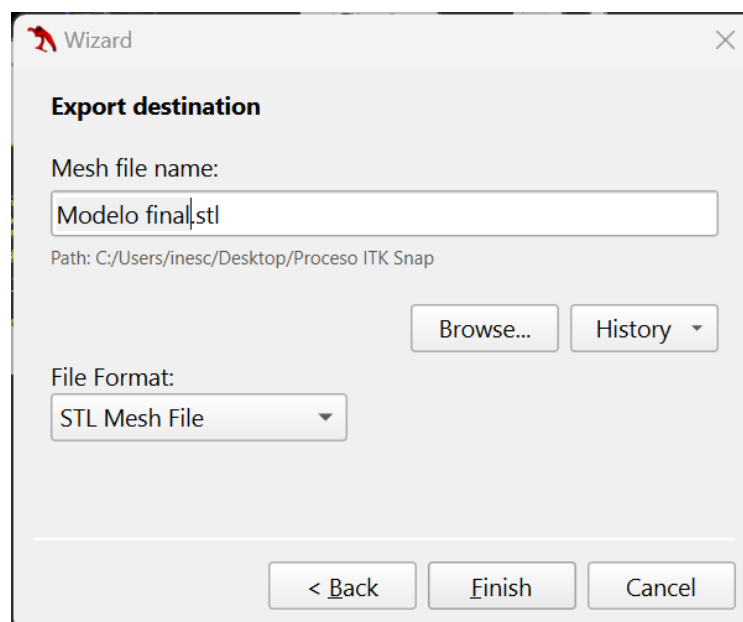 Wizard
Export destination
Mesh file name:
Modelo final.stl
Path: C:/Users/inesc/Desktop/Proceso ITK Snap
Browse... History
File Format:
STL Mesh File
< Back Finish Cancel